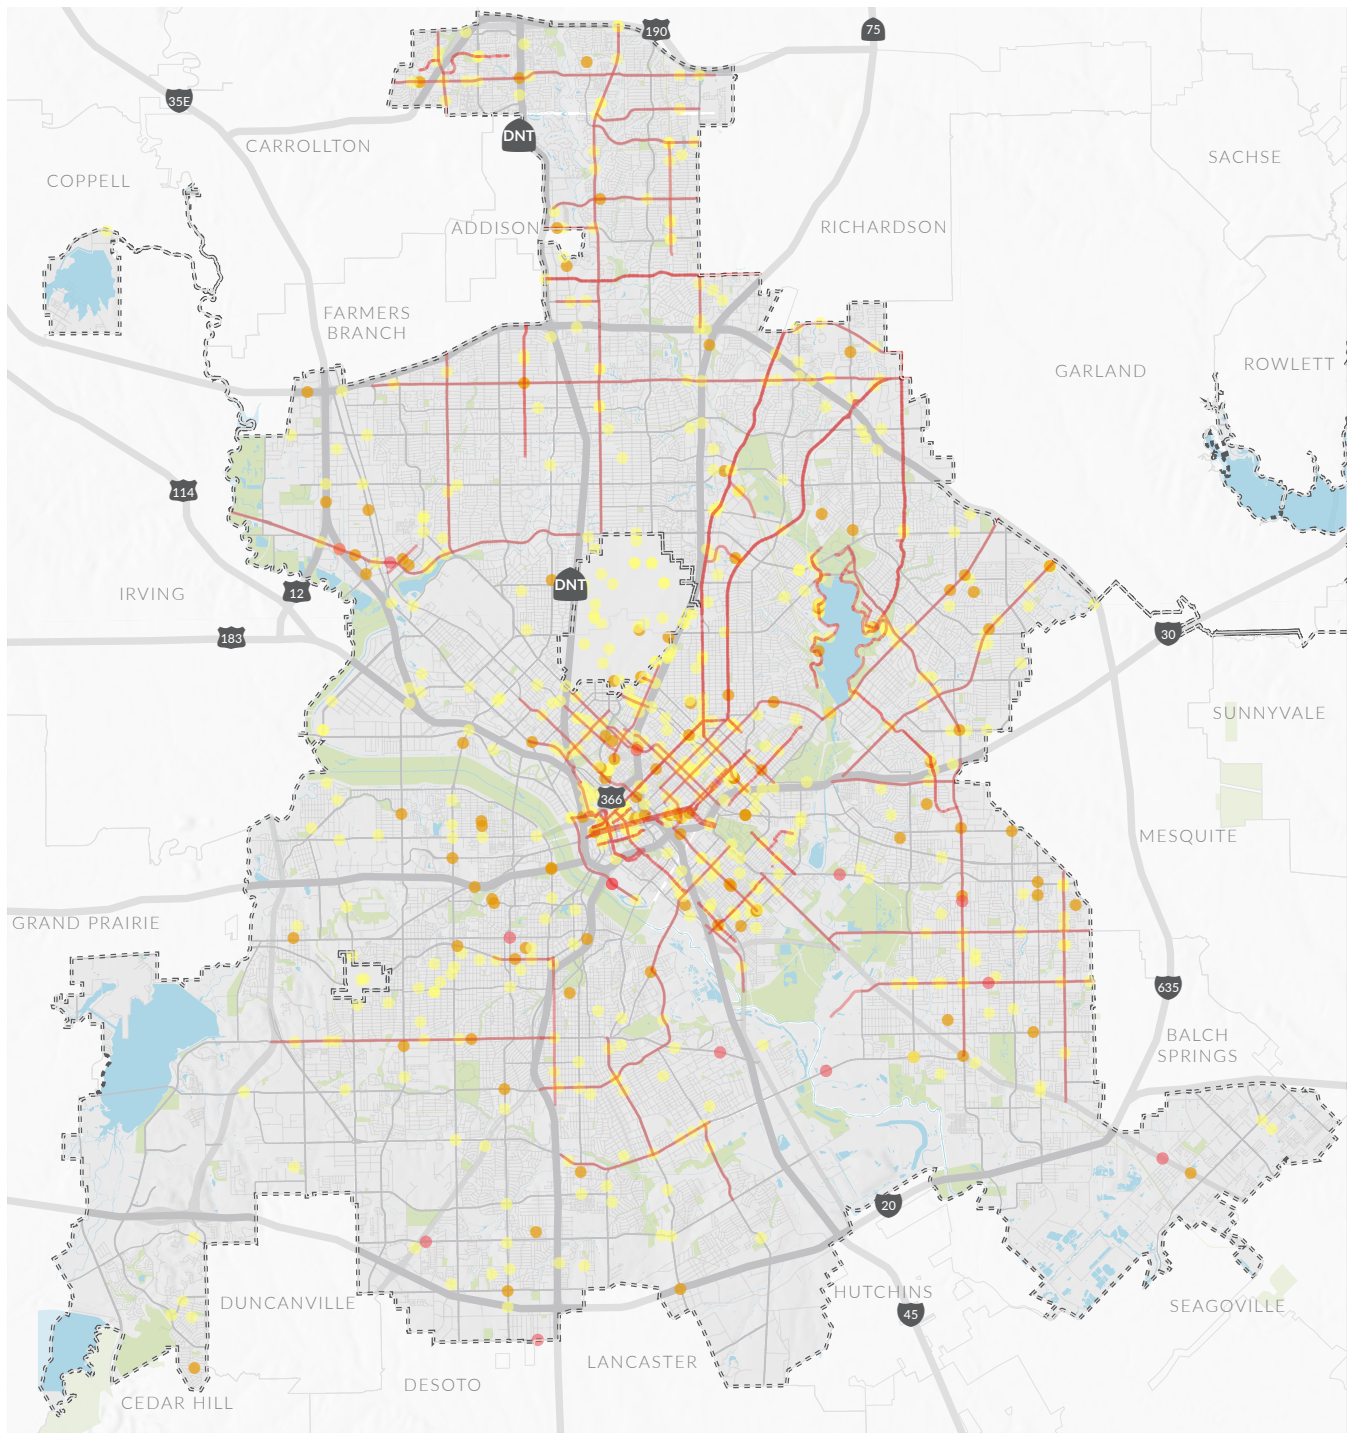 190
75
35E
DNT
CARROLLTON
SACHSE
COPPELL
ADDISON
RICHARDSON
FARMERS
BRANCH
ROWLETT
GARLAND
114
IRVING
DNT
12
183
30
SUNNYVALE
366
MESQUITE
GRAND PRAIRIE
635
BALCH
SPRINGS
20
HUTCHINS
DUNCANVILLE
45
SEAGOVILLE
LANCASTER
DESOTO
CEDAR HILL